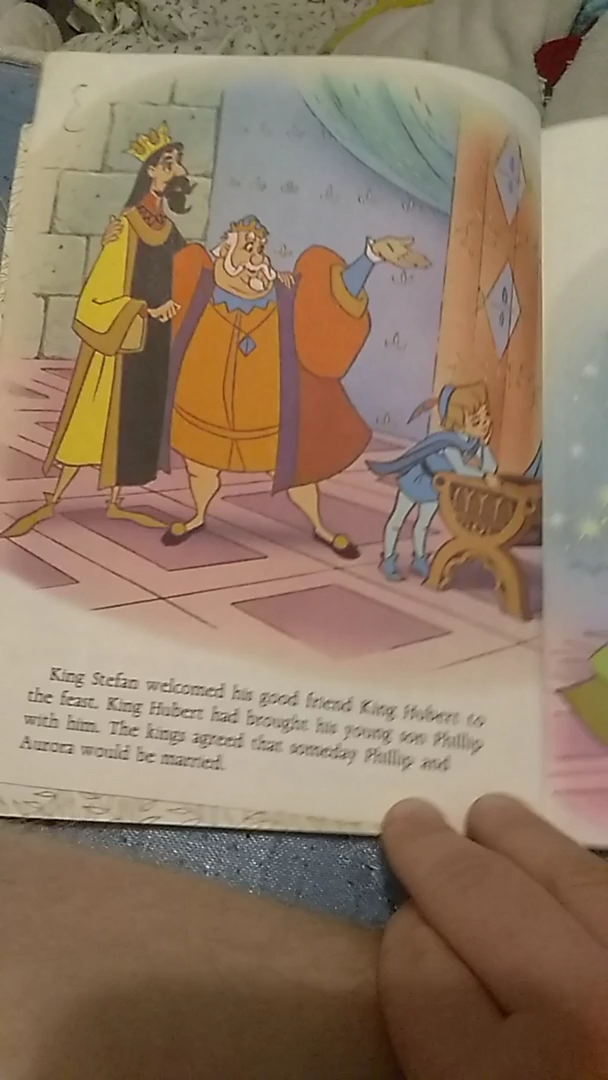 King Stefan welcomed his good friend King Hubert to
the feast. King Hubert had brought his young son Phillip
with him. The kings agreed that someday Phillip and
Aurora would be married.